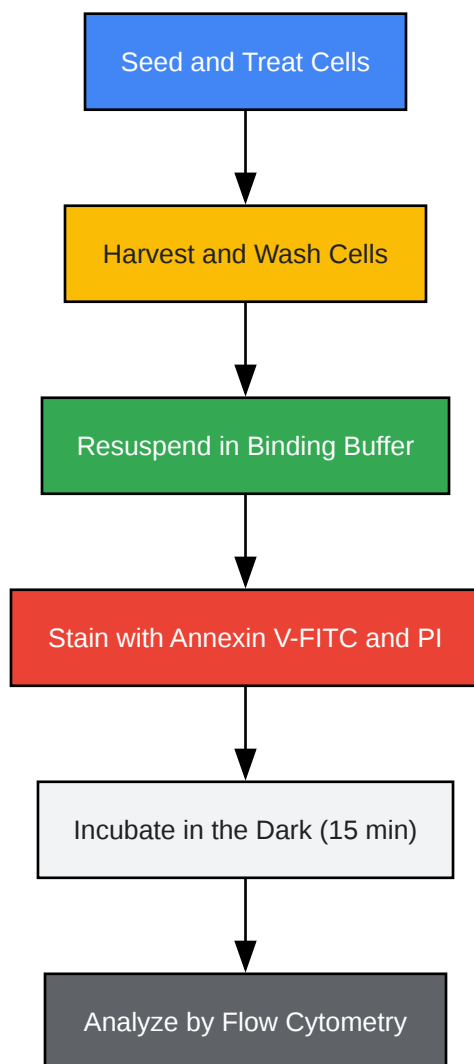 Seed and Treat Cells
Harvest and Wash Cells
Resuspend in Binding Buffer
Stain with Annexin V-FITC and PI
Incubate in the Dark (15 min)
Analyze by Flow Cytometry